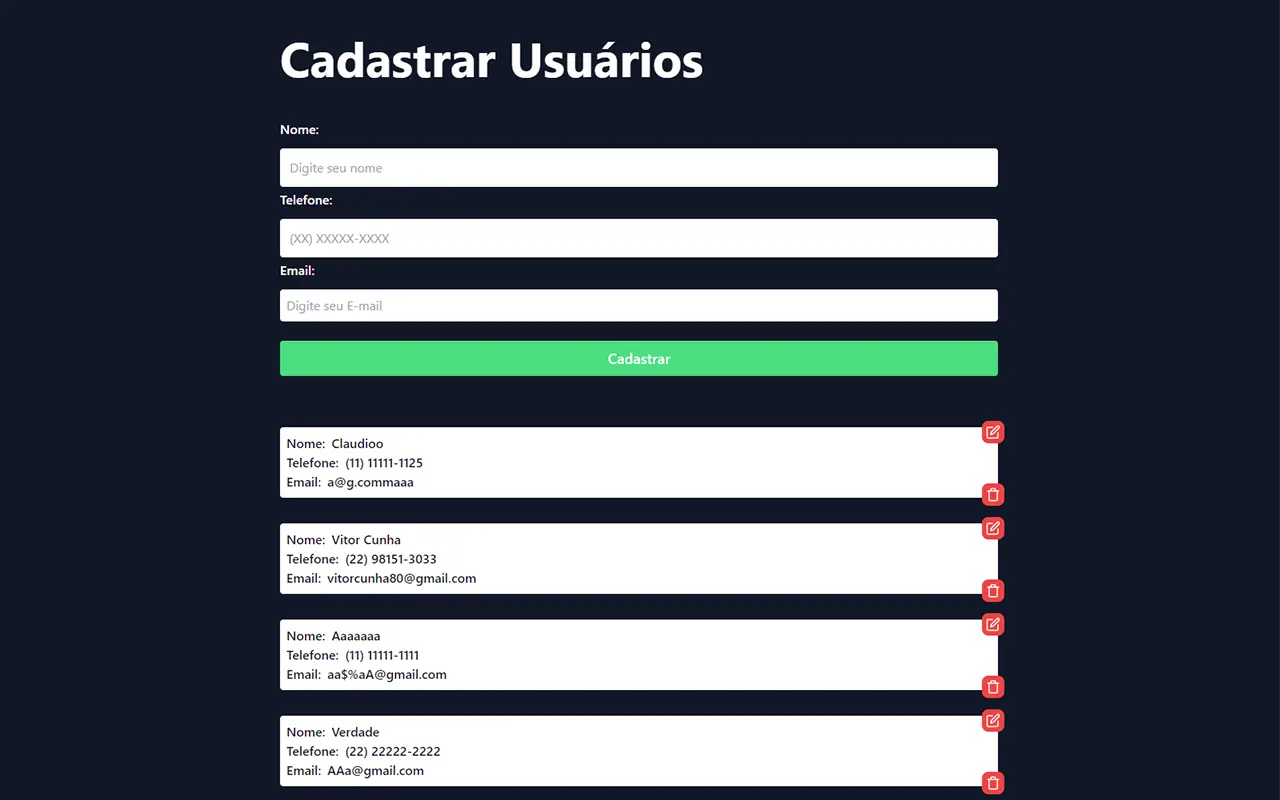 Cadastrar Usuários
Nome:
Digite seu nome
Telefone:
(XX) XXXXX-XXXX
Email:
Digite seu E-mail
Cadastrar
Nome: Claudioo
Telefone: (11) 11111-1125
Email: a@g.commaaa
Nome: Vitor Cunha
Telefone: (22) 98151-3033
Email: vitorcunha80@gmail.com
Nome: Aaaaaaa
Telefone: (11) 11111-1111
Email: aa$%aA@gmail.com
Nome: Verdade
Telefone: (22) 22222-2222
Email: AAa@gmail.com